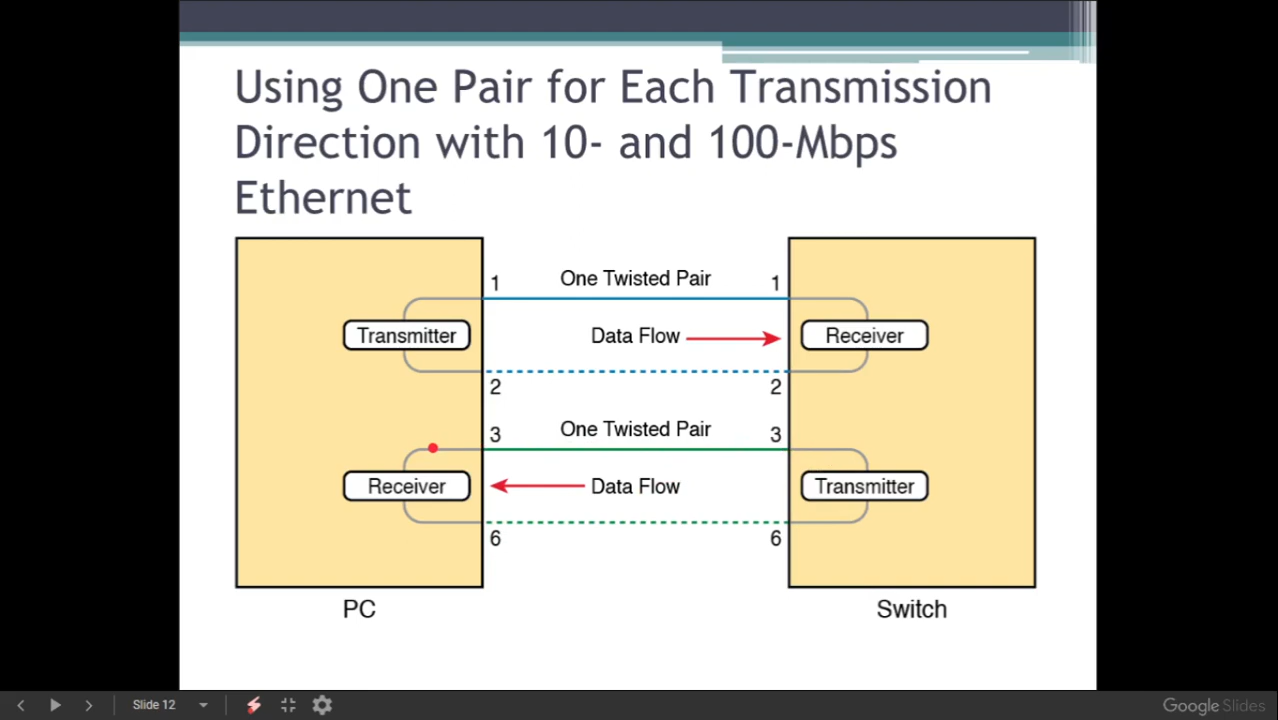 Using One Pair for Each Transmission
Direction with 10- and 100-Mbps
Ethernet
1 One Twisted Pair 1
Transmitter Data Flow Receiver
2 2
3 One Twisted Pair 3
Receiver Data Flow Transmitter
6 6
PC Switch
Slide 12 Google Slides